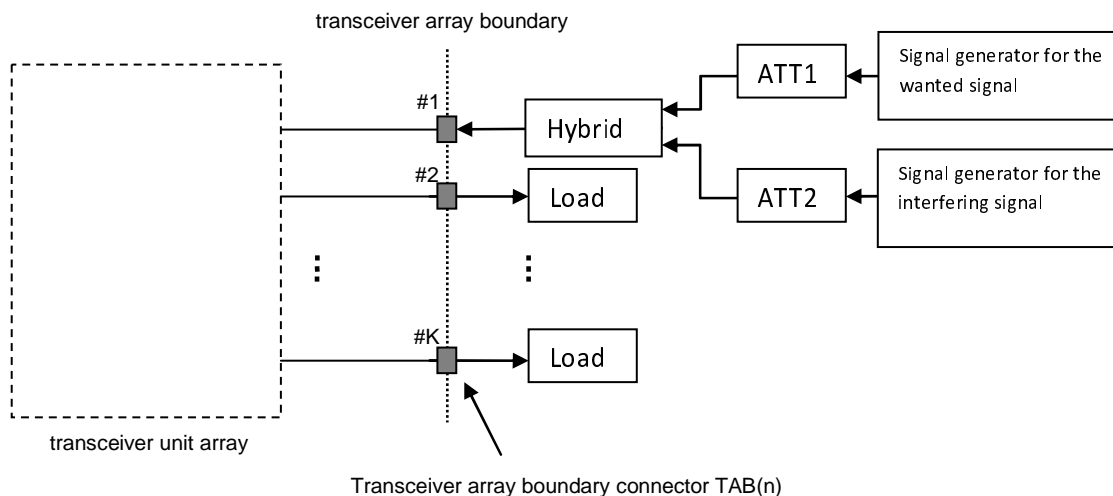 transceiver array boundary
Signal generator for the
wanted signal
ATT1
#1
Hybrid
#2
Signal generator for the
interfering signal
ATT2
Load
#K
Load
transceiver unit array
Transceiver array boundary connector TAB(n)